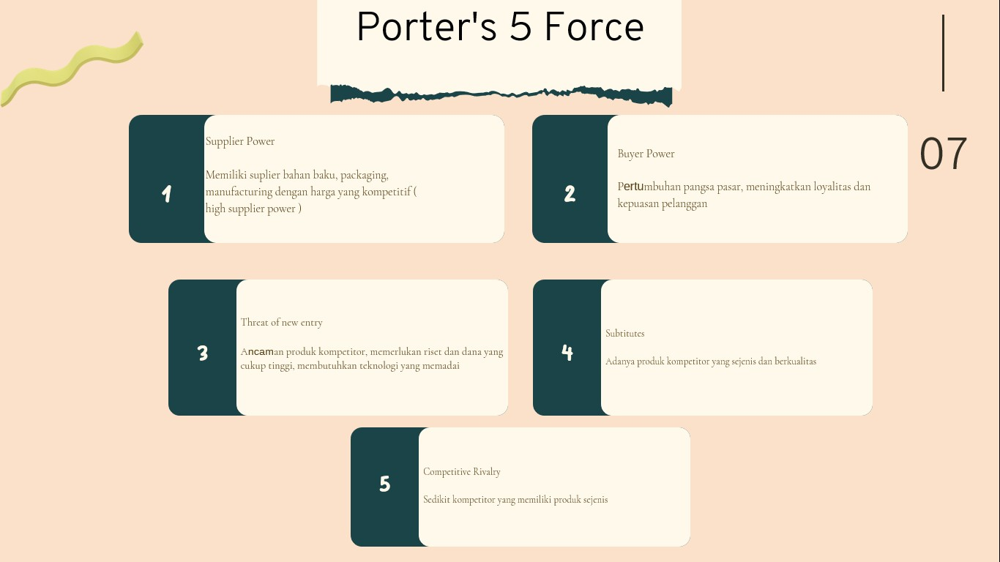 Porter's 5 Force
07
1
Supplier Power
Memiliki suplier bahan baku, packaging,
manufacturing dengan harga yang kompetitif (
high supplier power )
2
Buyer Power
Pertumbuhan pangsa pasar, meningkatkan loyalitas dan
kepuasan pelanggan
3
Threat of new entry
Ancaman produk kompetitor, memerlukan riset dan dana yang
cukup tinggi, membutuhkan teknologi yang memadai
4
Subtitutes
Adanya produk kompetitor yang sejenis dan berkualitas
5
Competitive Rivalry
Sedikit kompetitor yang memiliki produk sejenis